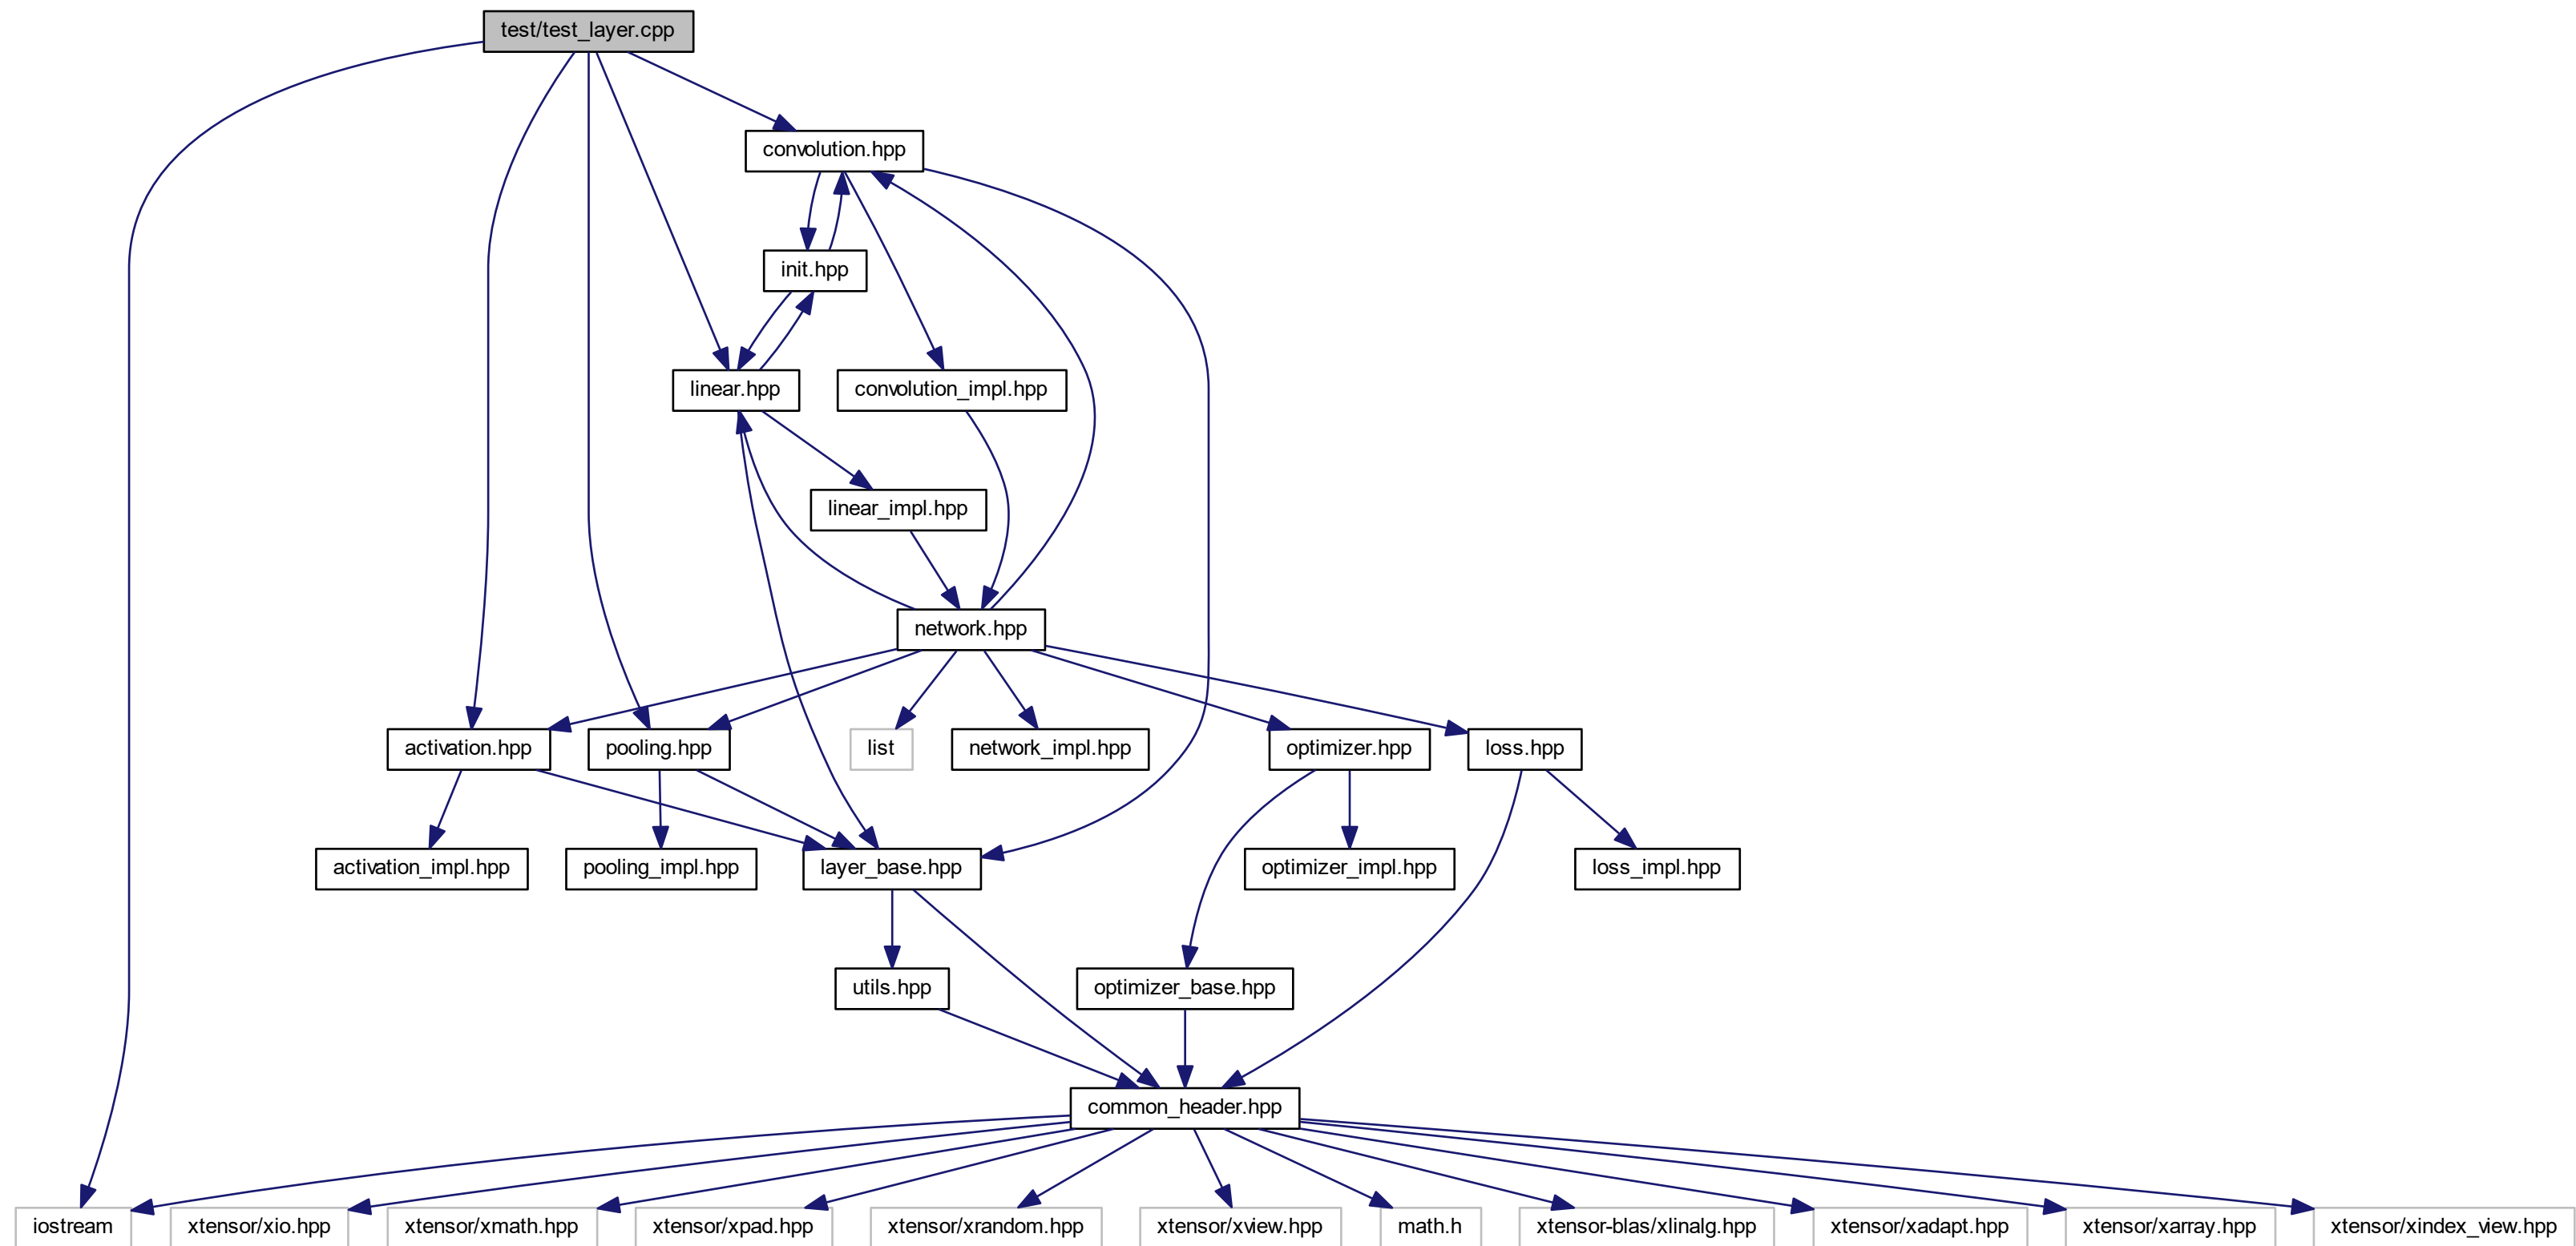 test/test_layer.cpp
convolution.hpp
init.hpp
linear.hpp
convolution_impl.hpp
linear_impl.hpp
network.hpp
activation.hpp
pooling.hpp
list
network_impl.hpp
optimizer.hpp
loss.hpp
activation_impl.hpp
pooling_impl.hpp
layer_base.hpp
optimizer_impl.hpp
loss_impl.hpp
utils.hpp
optimizer_base.hpp
common_header.hpp
iostream
xtensor/xio.hpp
xtensor/xmath.hpp
xtensor/xpad.hpp
xtensor/xrandom.hpp
xtensor/xview.hpp
math.h
xtensor-blas/xlinalg.hpp
xtensor/xadapt.hpp
xtensor/xarray.hpp
xtensor/xindex_view.hpp